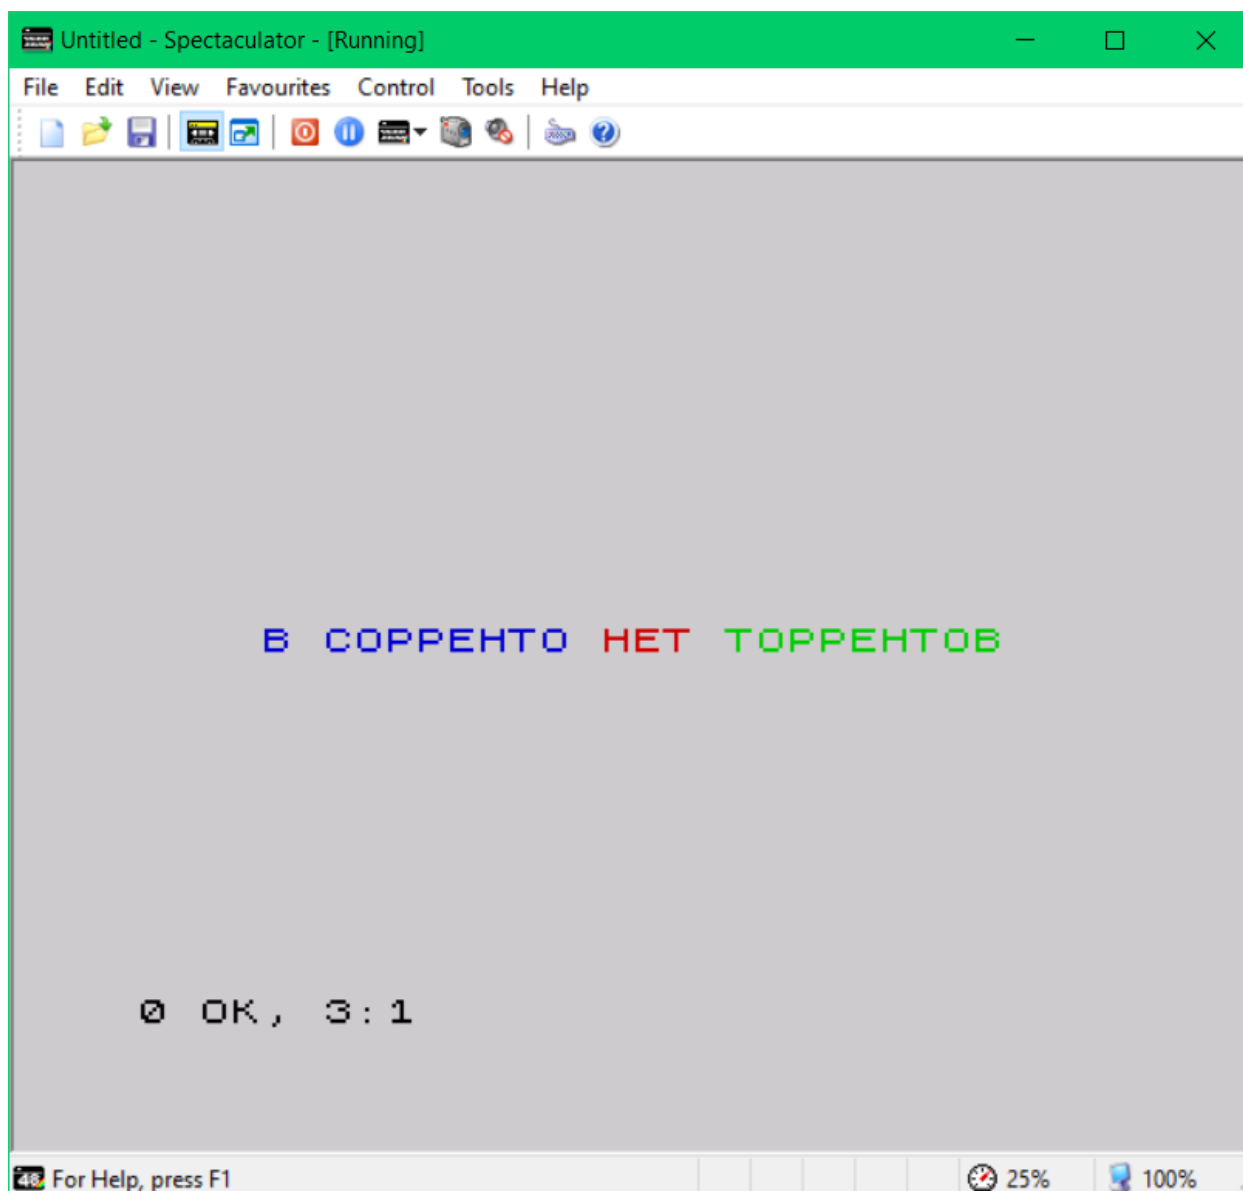 Untitled - Spectaculator - [Running]
File Edit View Favourites Control Tools Help
В СОРРЕНТО НЕТ ТОРРЕНТОВ
0 OK, 3:1
48 For Help, press F1 25% 100%